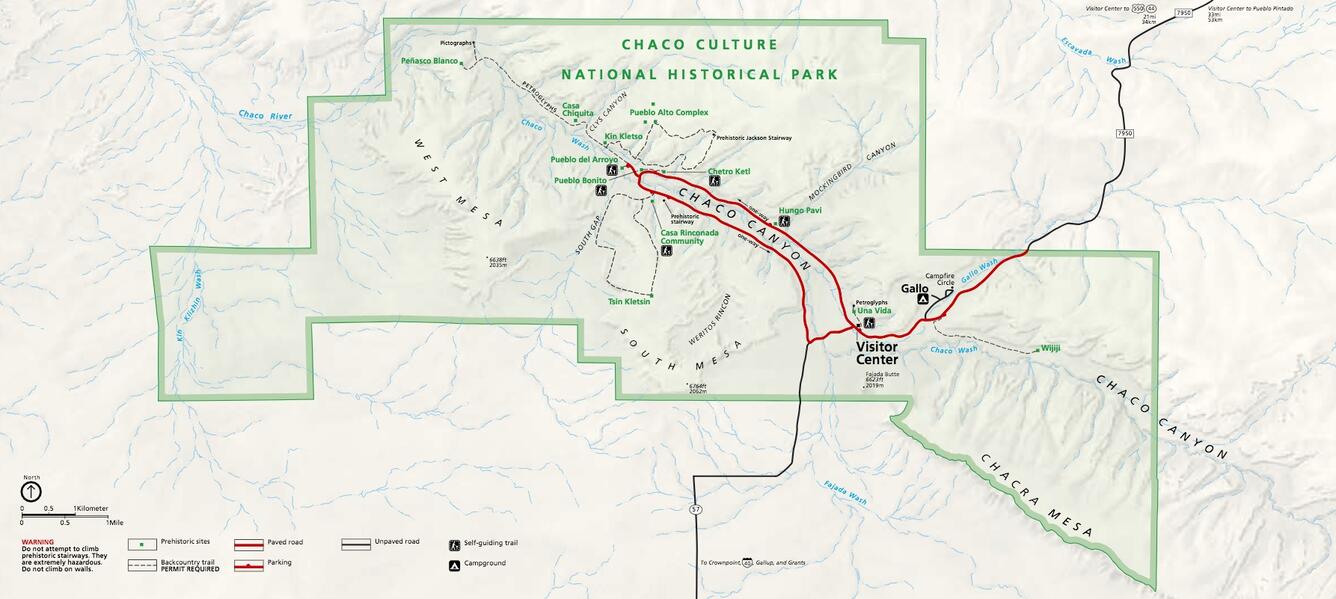 Visitor Center to 550 44
21mi
34km
7950
Visitor Center to Pueblo Pintado
33mi
53km
CHACO CULTURE
NATIONAL HISTORICAL PARK
Pictographs
Peñasco Blanco
Escavada Wash
PETROGLYPHS
Casa
Chiquita
CLYS CANYON
Pueblo Alto Complex
Chaco River
Chaco Wash
Kin Kletso
Prehistoric Jackson Stairway
7950
WEST MESA
Pueblo del Arroyo
Pueblo Bonito
Chetro Ketl
MOCKINGBIRD CANYON
CHACO CANYON
one-way
Hungo Pavi
Prehistoric
stairway
SOUTH GAP
Casa Rinconada
Community
one-way
6638ft
2035m
Kin Klizhin Wash
Gallo Wash
Campfire
Circle
Gallo
Tsin Kletsin
WERITOS RINCON
Petroglyphs
Una Vida
SOUTH MESA
Visitor
Center
Chaco Wash
Wijiji
Fajada Butte
6623ft
2019m
6764ft
2062m
CHACO CANYON
CHACRA MESA
Fajada Wash
57
To Crownpoint, 40, Gallup, and Grants
North
0 0.5 1Kilometer
0 0.5 1Mile
WARNING
Do not attempt to climb
prehistoric stairways. They
are extremely hazardous.
Do not climb on walls.
Prehistoric sites
Backcountry trail
PERMIT REQUIRED
Paved road
Parking
Unpaved road
Self-guiding trail
Campground